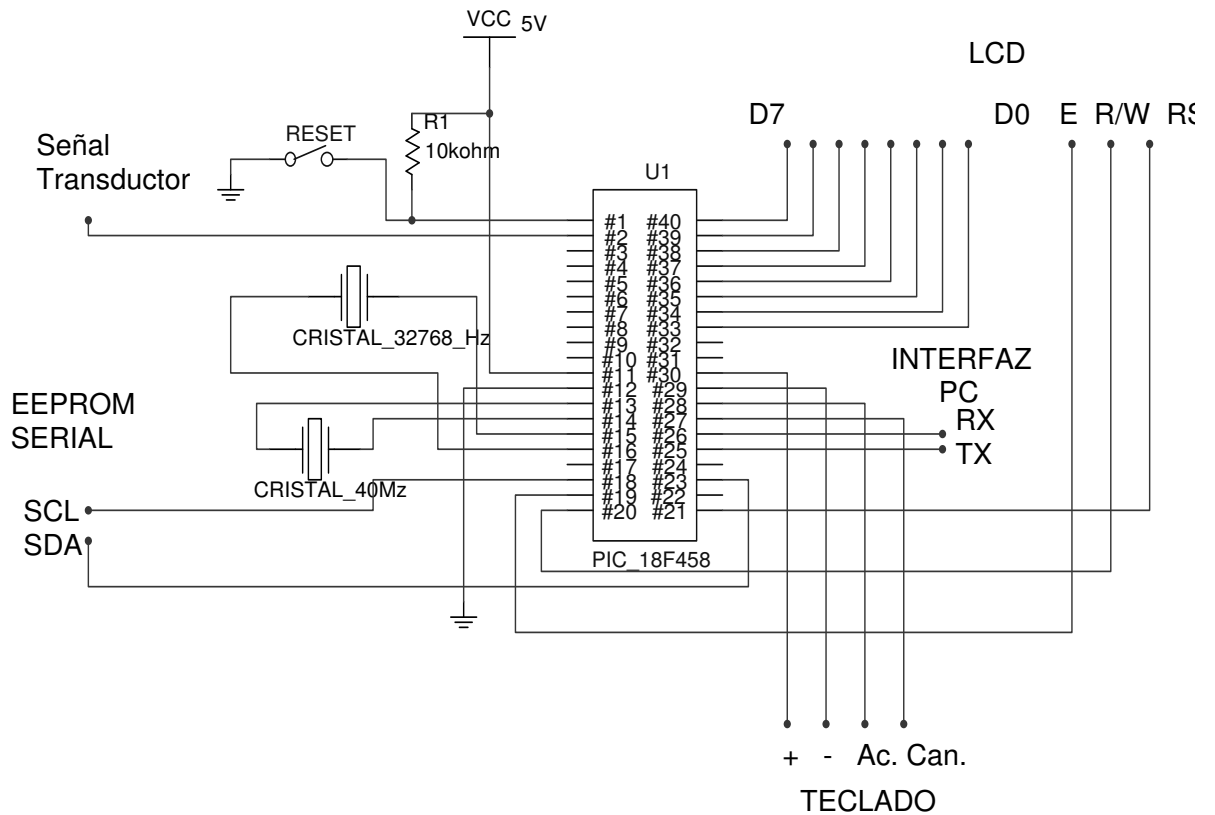 VCC 5V
LCD
D7 D0 E R/W RS
R1
10kohm
RESET
Señal
Transductor
U1
#1 #40
#2 #39
#3 #38
#4 #37
#5 #36
#6 #35
#7 #34
#8 #33
#9 #32
#10 #31
#11 #30
#12 #29
#13 #28
#14 #27
#15 #26
#16 #25
#17 #24
#18 #23
#19 #22
#20 #21
PIC_18F458
CRISTAL_32768_Hz
INTERFAZ
PC
RX
TX
EEPROM
SERIAL
CRISTAL_40Mz
SCL
SDA
+ - Ac. Can.
TECLADO